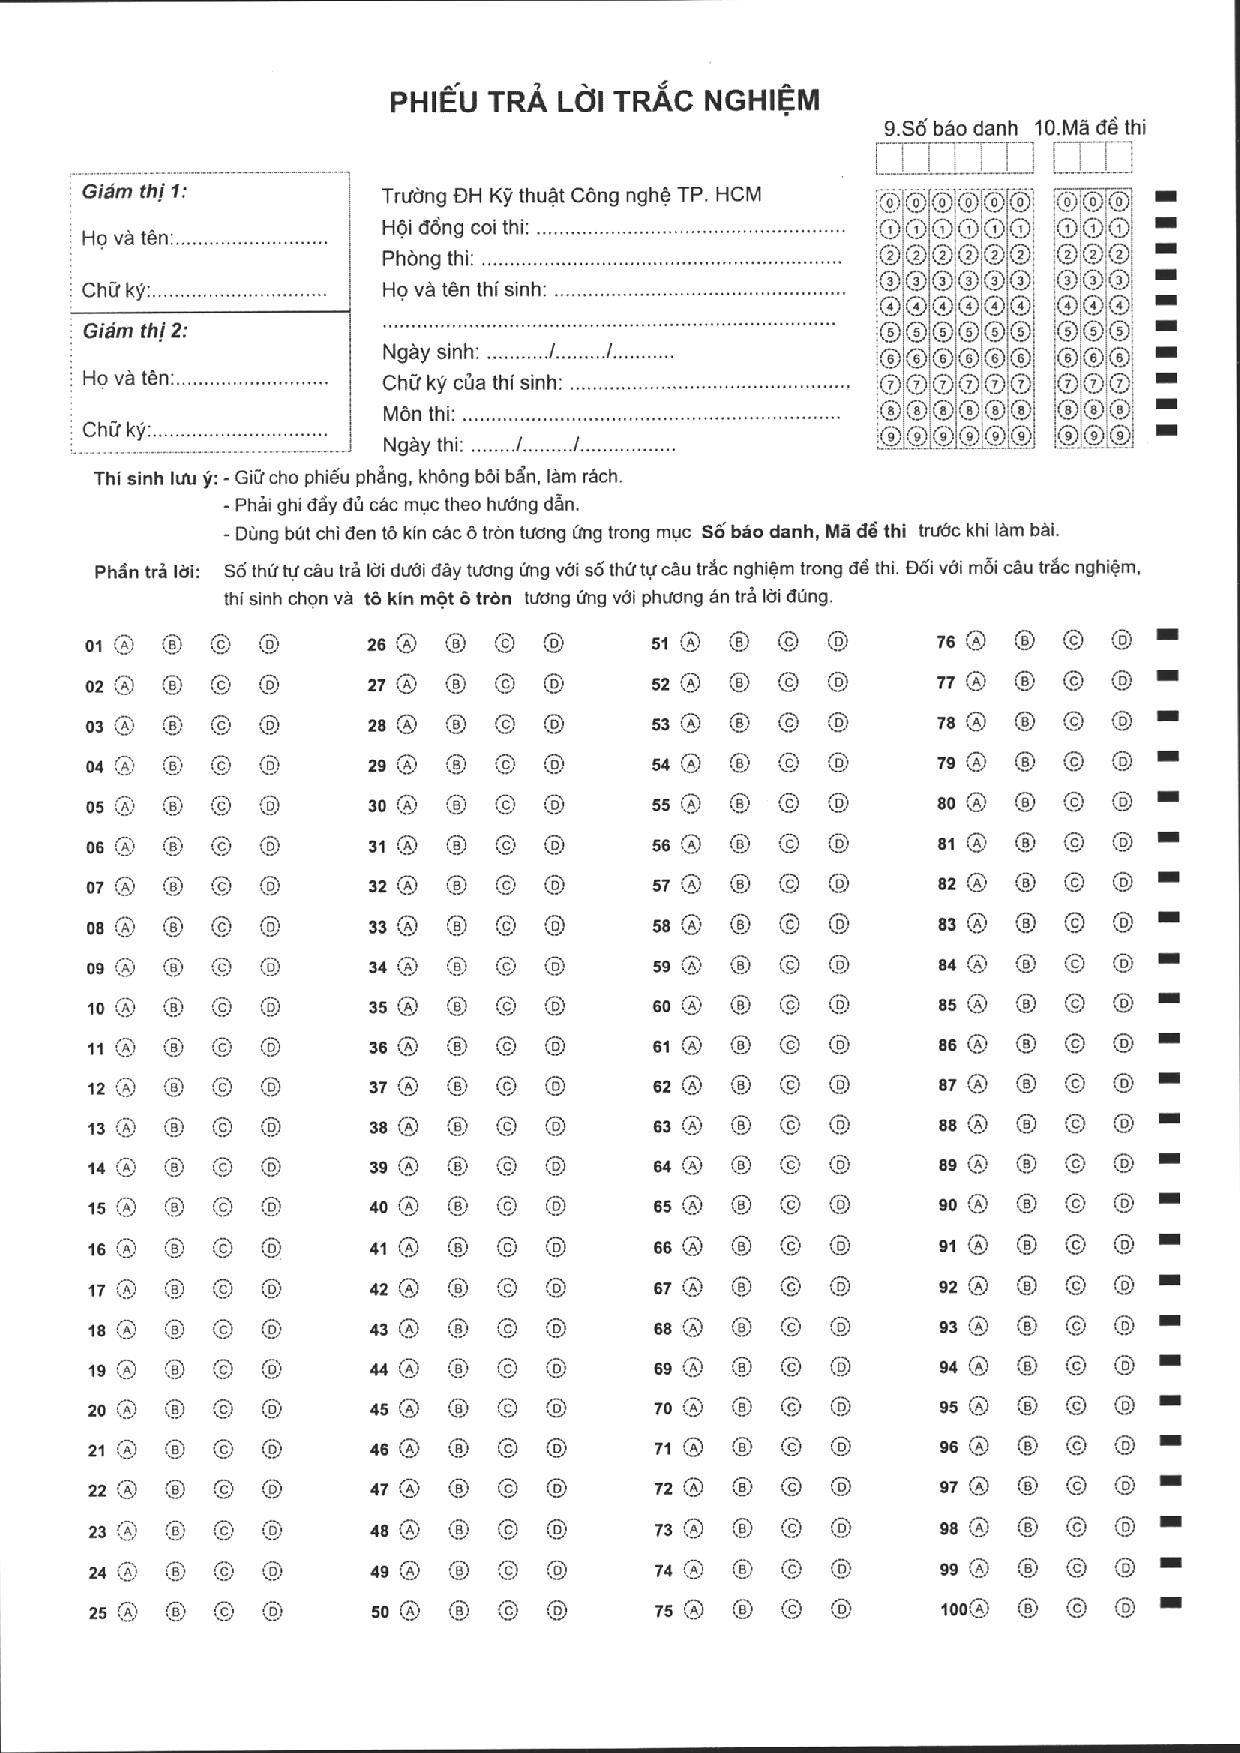 PHIẾU TRẢ LỜI TRẮC NGHIỆM
9.Số báo danh 10.Mã đề thi
Giám thị 1:
Họ và tên:...........................
Chữ ký:...............................
Giám thị 2:
Họ và tên:...........................
Chữ ký:...............................
Trường ĐH Kỹ thuật Công nghệ TP. HCM
Hội đồng coi thi: .......................................................
Phòng thi: ................................................................
Họ và tên thí sinh: ....................................................
................................................................................
Ngày sinh: .........../........./...........
Chữ ký của thí sinh: ..................................................
Môn thi: ...................................................................
Ngày thi: ......./........./.................
0 0 0 0 0 0 0 0 0
1 1 1 1 1 1 1 1 1
2 2 2 2 2 2 2 2 2
3 3 3 3 3 3 3 3 3
4 4 4 4 4 4 4 4 4
5 5 5 5 5 5 5 5 5
6 6 6 6 6 6 6 6 6
7 7 7 7 7 7 7 7 7
8 8 8 8 8 8 8 8 8
9 9 9 9 9 9 9 9 9
Thí sinh lưu ý: - Giữ cho phiếu phẳng, không bôi bẩn, làm rách.
- Phải ghi đầy đủ các mục theo hướng dẫn.
- Dùng bút chì đen tô kín các ô tròn tương ứng trong mục Số báo danh, Mã đề thi trước khi làm bài.
Phần trả lời: Số thứ tự câu trả lời dưới đây tương ứng với số thứ tự câu trắc nghiệm trong đề thi. Đối với mỗi câu trắc nghiệm,
thí sinh chọn và tô kín một ô tròn tương ứng với phương án trả lời đúng.
01 A B C D 26 A B C D 51 A B C D 76 A B C D
02 A B C D 27 A B C D 52 A B C D 77 A B C D
03 A B C D 28 A B C D 53 A B C D 78 A B C D
04 A B C D 29 A B C D 54 A B C D 79 A B C D
05 A B C D 30 A B C D 55 A B C D 80 A B C D
06 A B C D 31 A B C D 56 A B C D 81 A B C D
07 A B C D 32 A B C D 57 A B C D 82 A B C D
08 A B C D 33 A B C D 58 A B C D 83 A B C D
09 A B C D 34 A B C D 59 A B C D 84 A B C D
10 A B C D 35 A B C D 60 A B C D 85 A B C D
11 A B C D 36 A B C D 61 A B C D 86 A B C D
12 A B C D 37 A B C D 62 A B C D 87 A B C D
13 A B C D 38 A B C D 63 A B C D 88 A B C D
14 A B C D 39 A B C D 64 A B C D 89 A B C D
15 A B C D 40 A B C D 65 A B C D 90 A B C D
16 A B C D 41 A B C D 66 A B C D 91 A B C D
17 A B C D 42 A B C D 67 A B C D 92 A B C D
18 A B C D 43 A B C D 68 A B C D 93 A B C D
19 A B C D 44 A B C D 69 A B C D 94 A B C D
20 A B C D 45 A B C D 70 A B C D 95 A B C D
21 A B C D 46 A B C D 71 A B C D 96 A B C D
22 A B C D 47 A B C D 72 A B C D 97 A B C D
23 A B C D 48 A B C D 73 A B C D 98 A B C D
24 A B C D 49 A B C D 74 A B C D 99 A B C D
25 A B C D 50 A B C D 75 A B C D 100 A B C D